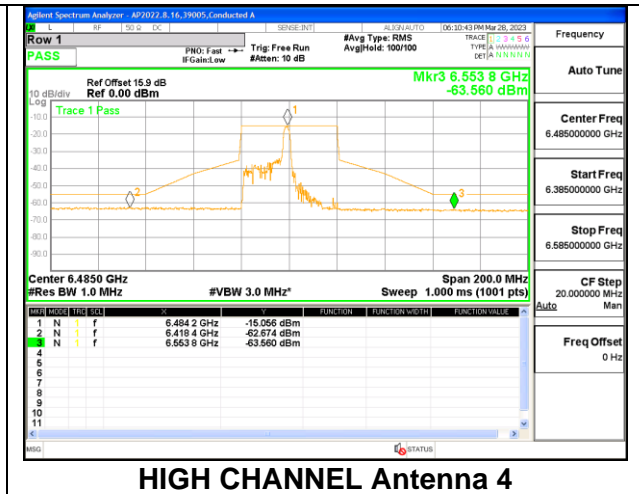 Agilent Spectrum Analyzer - AP2022.8.16,39005,Conducted A
L RF 50 Ω DC SENSE:INT ALIGN AUTO 06:10:43 PM Mar 28, 2023
Row 1
PASS
PNO: Fast
IFGain:Low
Trig: Free Run
#Atten: 10 dB
#Avg Type: RMS
Avg|Hold: 100/100
TRACE 1 2 3 4 5 6
TYPE A WWWWW
DET A N N N N N
Frequency
Auto Tune
Center Freq
6.485000000 GHz
Start Freq
6.385000000 GHz
Stop Freq
6.585000000 GHz
CF Step
20.000000 MHz
Auto Man
Freq Offset
0 Hz
Ref Offset 15.9 dB
Ref 0.00 dBm
10 dB/div
Log
Mkr3 6.553 8 GHz
-63.560 dBm
Trace 1 Pass
-10.0
-20.0
-30.0
-40.0
-50.0
-60.0
-70.0
-80.0
-90.0
1
2
3
Center 6.4850 GHz Span 200.0 MHz
#Res BW 1.0 MHz #VBW 3.0 MHz* Sweep 1.000 ms (1001 pts)
MKR MODE TRC SCL X Y FUNCTION FUNCTION WIDTH FUNCTION VALUE
1 N 1 f 6.484 2 GHz -15.056 dBm
2 N 1 f 6.418 4 GHz -62.674 dBm
3 N 1 f 6.553 8 GHz -63.560 dBm
4
5
6
7
8
9
10
11
MSG STATUS
HIGH CHANNEL Antenna 4